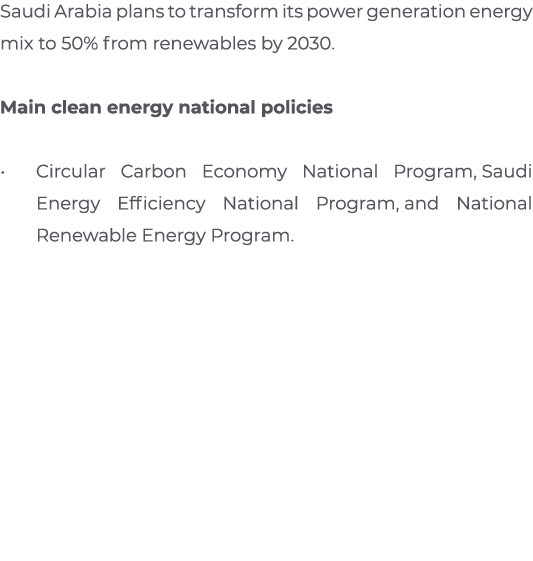 Saudi Arabia plans to transform its power generation energy
mix to 50% from renewables by 2030.
Main clean energy national policies
• Circular Carbon Economy National Program, Saudi
Energy Efficiency National Program, and National
Renewable Energy Program.